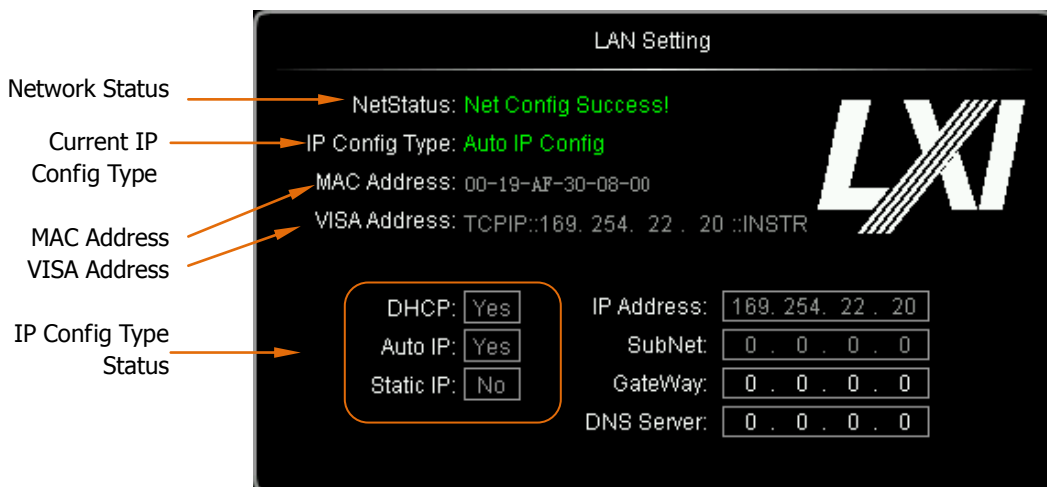 LAN Setting
Network Status
NetStatus: Net Config Success!
Current IP
Config Type
IP Config Type: Auto IP Config
MAC Address: 00-19-AF-30-08-00
VISA Address: TCPIP::169. 254. 22 . 20 ::INSTR
LXI
MAC Address
VISA Address
IP Config Type
Status
DHCP: Yes
Auto IP: Yes
Static IP: No
IP Address: 169. 254. 22 . 20
SubNet: 0 . 0 . 0 . 0
GateWay: 0 . 0 . 0 . 0
DNS Server: 0 . 0 . 0 . 0